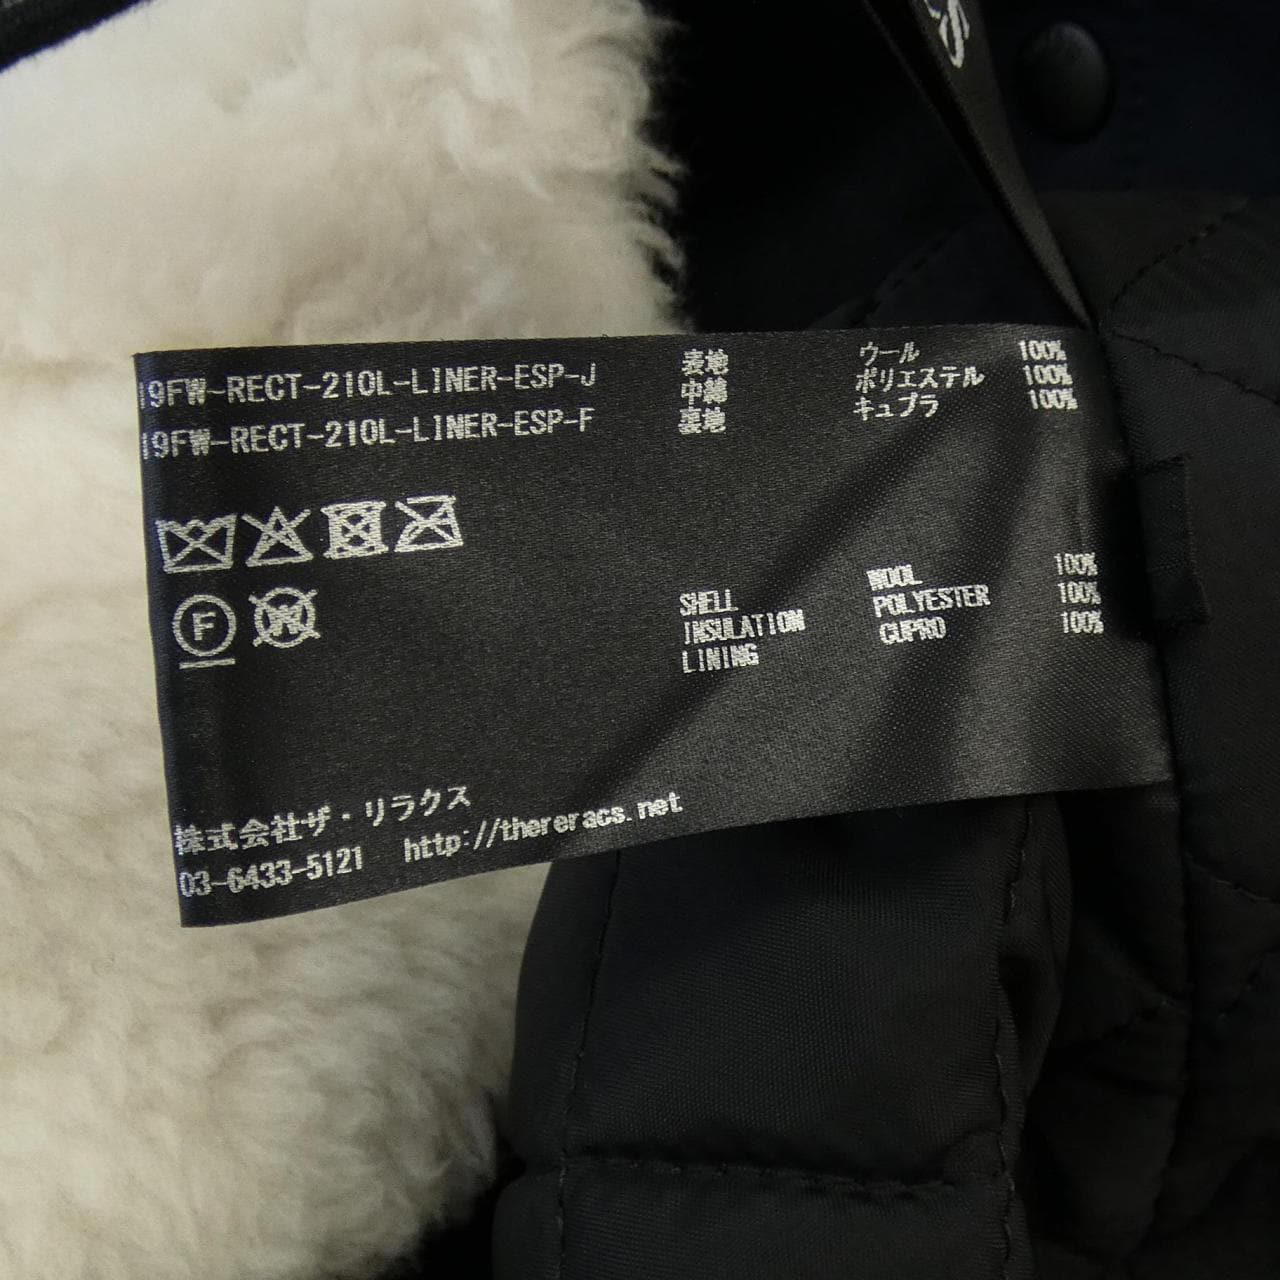 19FW-RECT-210L-LINER-ESP-J
19FW-RECT-210L-LINER-ESP-F
表地 ウール 100%
中綿 ポリエステル 100%
裏地 キュプラ 100%
F
W
SHELL WOOL 100%
INSULATION POLYESTER 100%
LINING CUPRO 100%
株式会社ザ・リラクス
03-6433-5121 http://thereracs.net